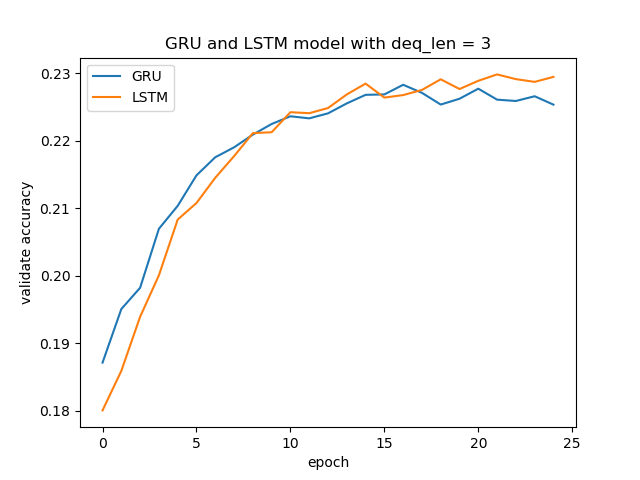 GRU and LSTM model with deq_len = 3
GRU
LSTM
validate accuracy
0.23
0.22
0.21
0.20
0.19
0.18
0
5
10
15
20
25
epoch